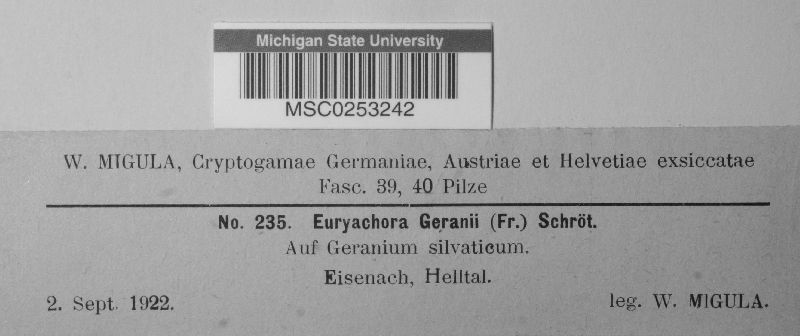 Michigan State University
MSC0253242
W. MIGULA, Cryptogamae Germaniae, Austriae et Helvetiae exsiccatae
Fasc. 39, 40 Pilze
No. 235. Euryachora Geranii (Fr.) Schröt.
Auf Geranium silvaticum.
Eisenach, Helltal.
2. Sept. 1922. leg. W. MIGULA.